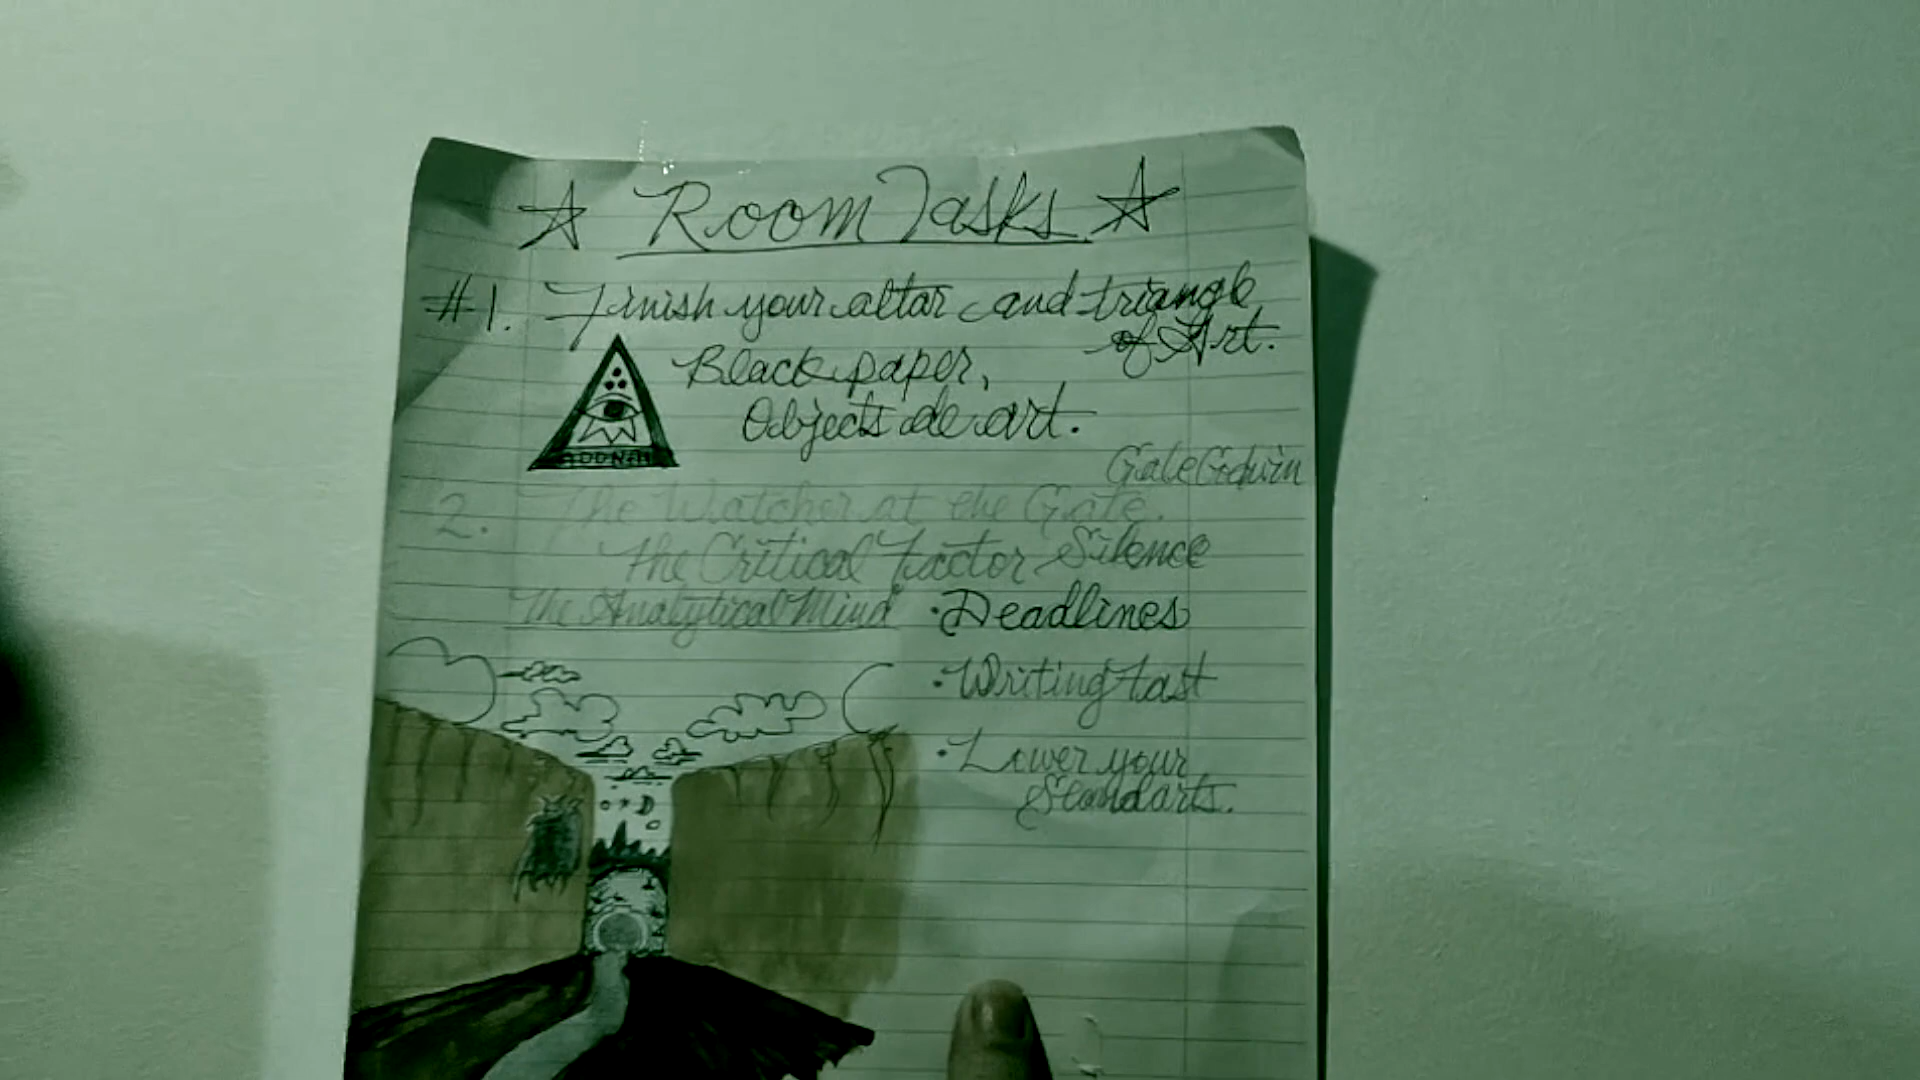 Room Tasks
#1. Finish your altar and triangle
of Art.
Black paper,
Objects de art.
Gale Godwin
2. The Watcher at the Gate.
The Critical Factor Silence
The Analytical Mind
• Deadlines
• Writing fast
• Lower your
Standarts.